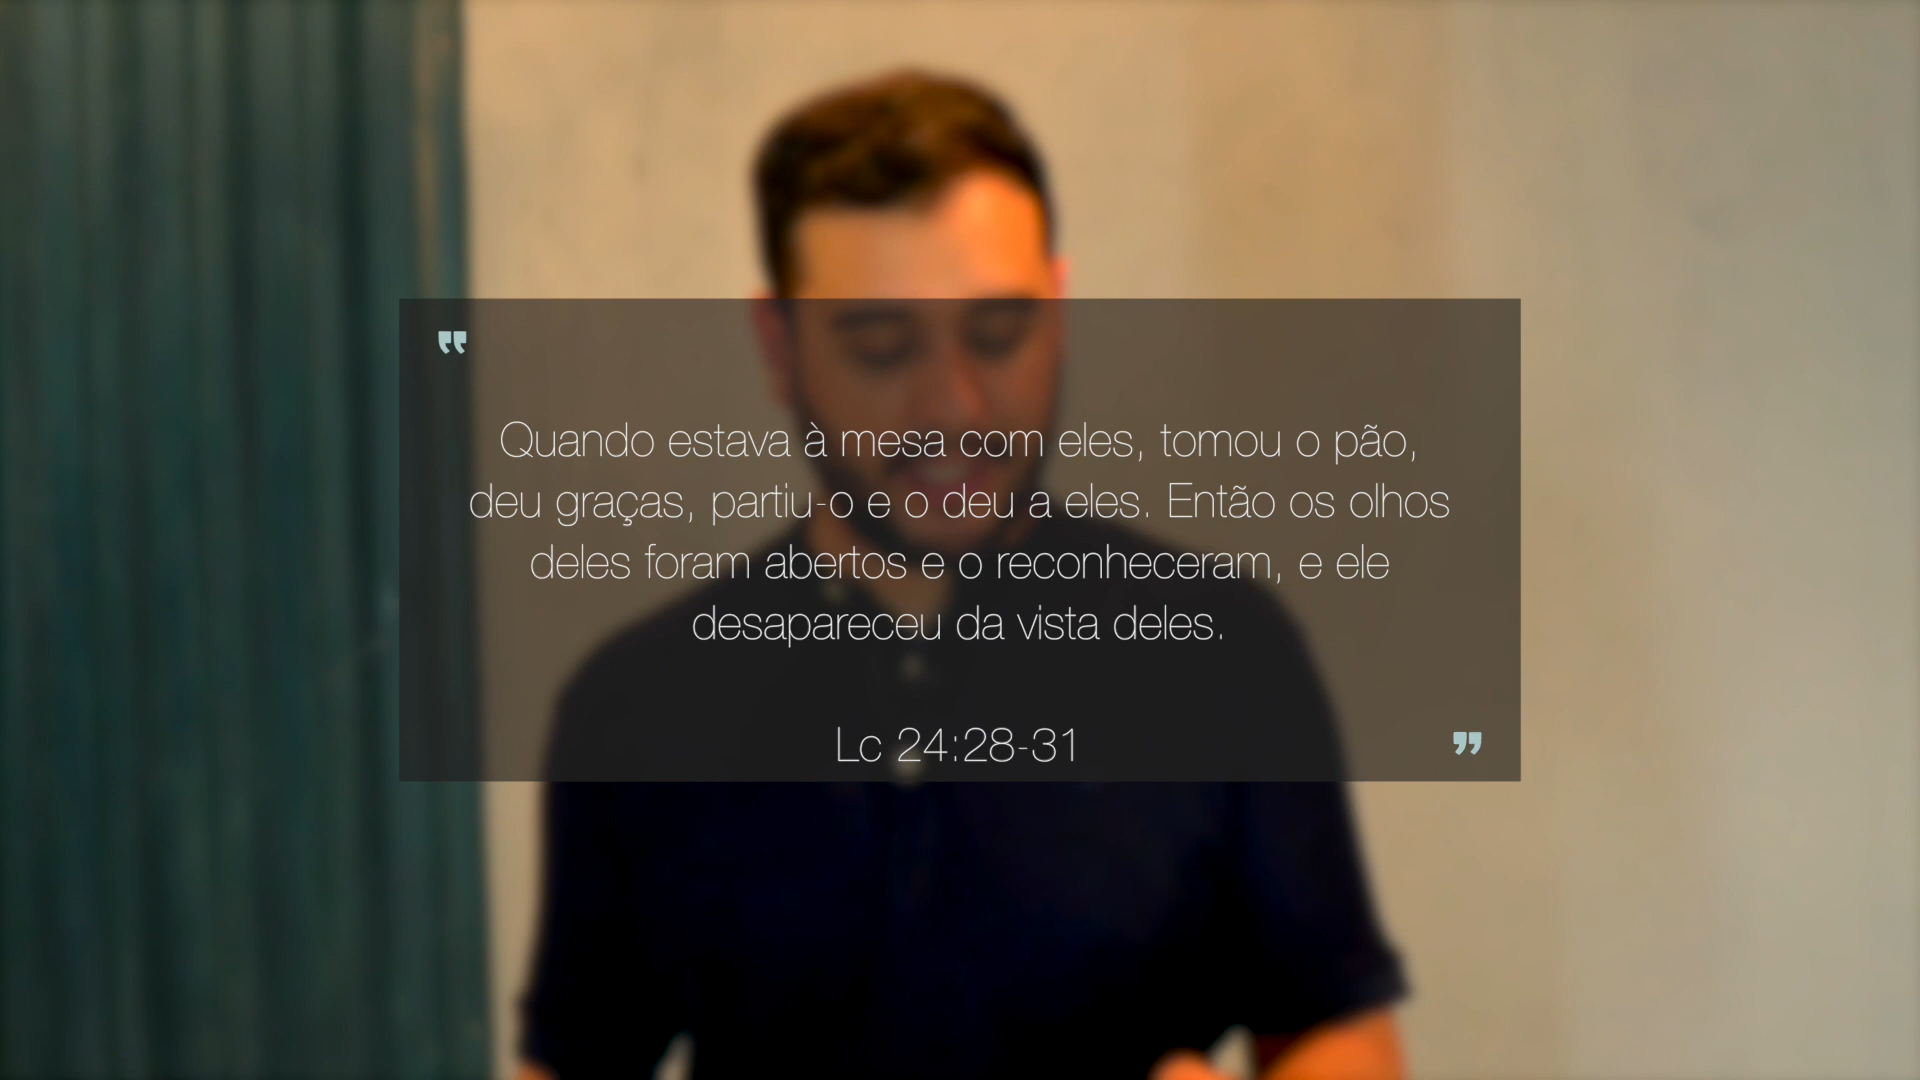 "
Quando estava à mesa com eles, tomou o pão,
deu graças, partiu-o e o deu a eles. Então os olhos
deles foram abertos e o reconheceram, e ele
desapareceu da vista deles.
Lc 24:28-31
"